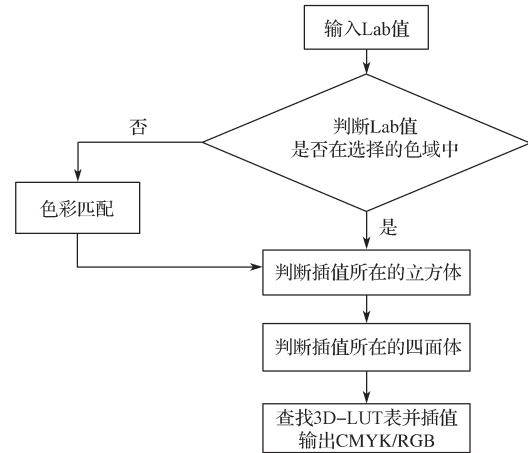 输入Lab值
判断Lab值
是否在选择的色域中
否
色彩匹配
是
判断插值所在的立方体
判断插值所在的四面体
查找3D-LUT表并插值
输出CMYK/RGB